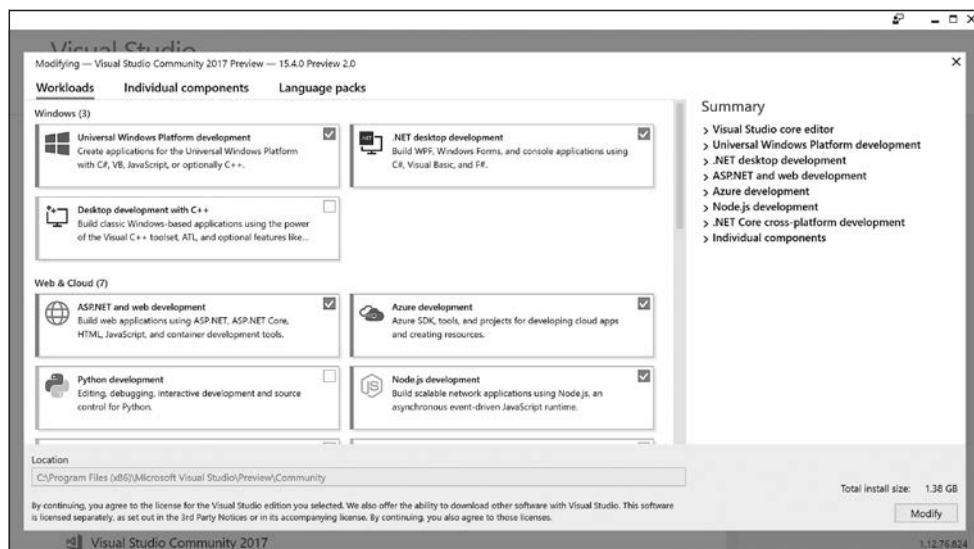 Visual Studio
Modifying — Visual Studio Community 2017 Preview — 15.4.0 Preview 2.0
Workloads Individual components Language packs
Windows (3)
Universal Windows Platform development
Create applications for the Universal Windows Platform
with C#, VB, JavaScript, or optionally C++.
.NET desktop development
Build WPF, Windows Forms, and console applications using
C#, Visual Basic, and F#.
Desktop development with C++
Build classic Windows-based applications using the power
of the Visual C++ toolset, ATL, and optional features like...
Web & Cloud (7)
ASP.NET and web development
Build web applications using ASP.NET, ASP.NET Core,
HTML, JavaScript, and container development tools.
Azure development
Azure SDK, tools, and projects for developing cloud apps
and creating resources.
Python development
Editing, debugging, interactive development and source
control for Python.
Node.js development
Build scalable network applications using Node.js, an
asynchronous event-driven JavaScript runtime.
Summary
> Visual Studio core editor
> Universal Windows Platform development
> .NET desktop development
> ASP.NET and web development
> Azure development
> Node.js development
> .NET Core cross-platform development
> Individual components
Location
C:\Program Files (x86)\Microsoft Visual Studio\Preview\Community
By continuing, you agree to the license for the Visual Studio edition you selected. We also offer the ability to download other software with Visual Studio. This software
is licensed separately, as set out in the 3rd Party Notices or in its accompanying license. By continuing, you also agree to those licenses.
Total install size: 1.38 GB
Modify
Visual Studio Community 2017
1.12.76.824